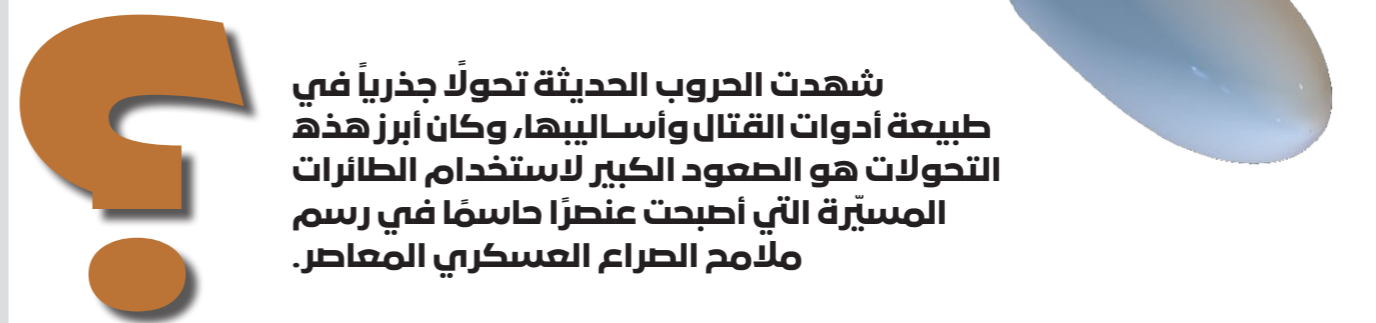 شهدت الحروب الحديثة تحولًا جذرياً في
طبيعة أدوات القتال وأساليبها، وكان أبرز هذه
التحولات هو الصعود الكبير لاستخدام الطائرات
المسيّرة التي أصبحت عنصرًا حاسمًا في رسم
ملامح الصراع العسكري المعاصر.
؟